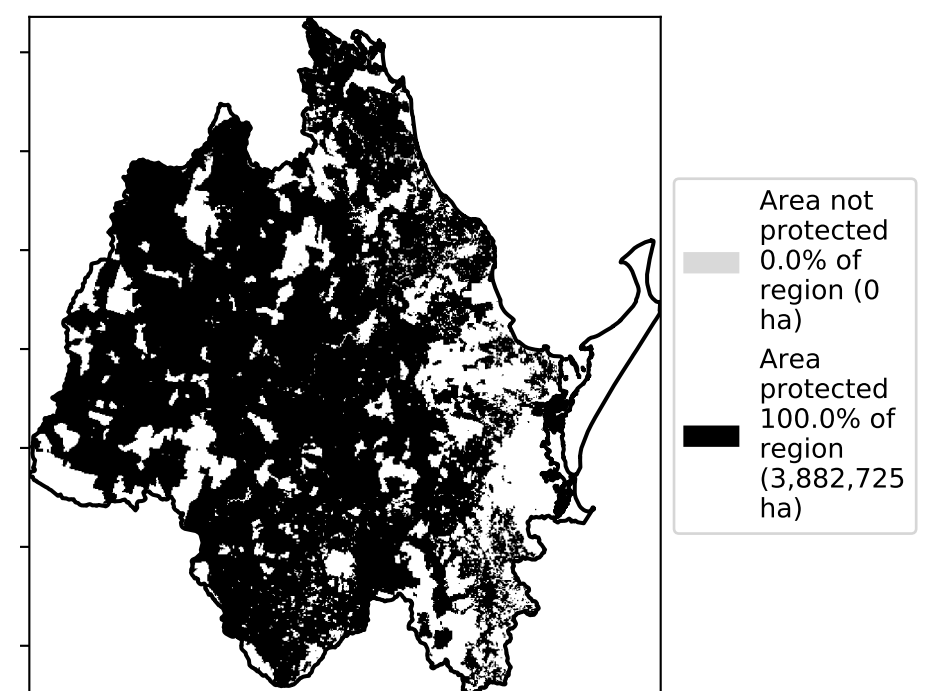 Area not
protected
0.0% of
region (0
ha)
Area
protected
100.0% of
region
(3,882,725
ha)